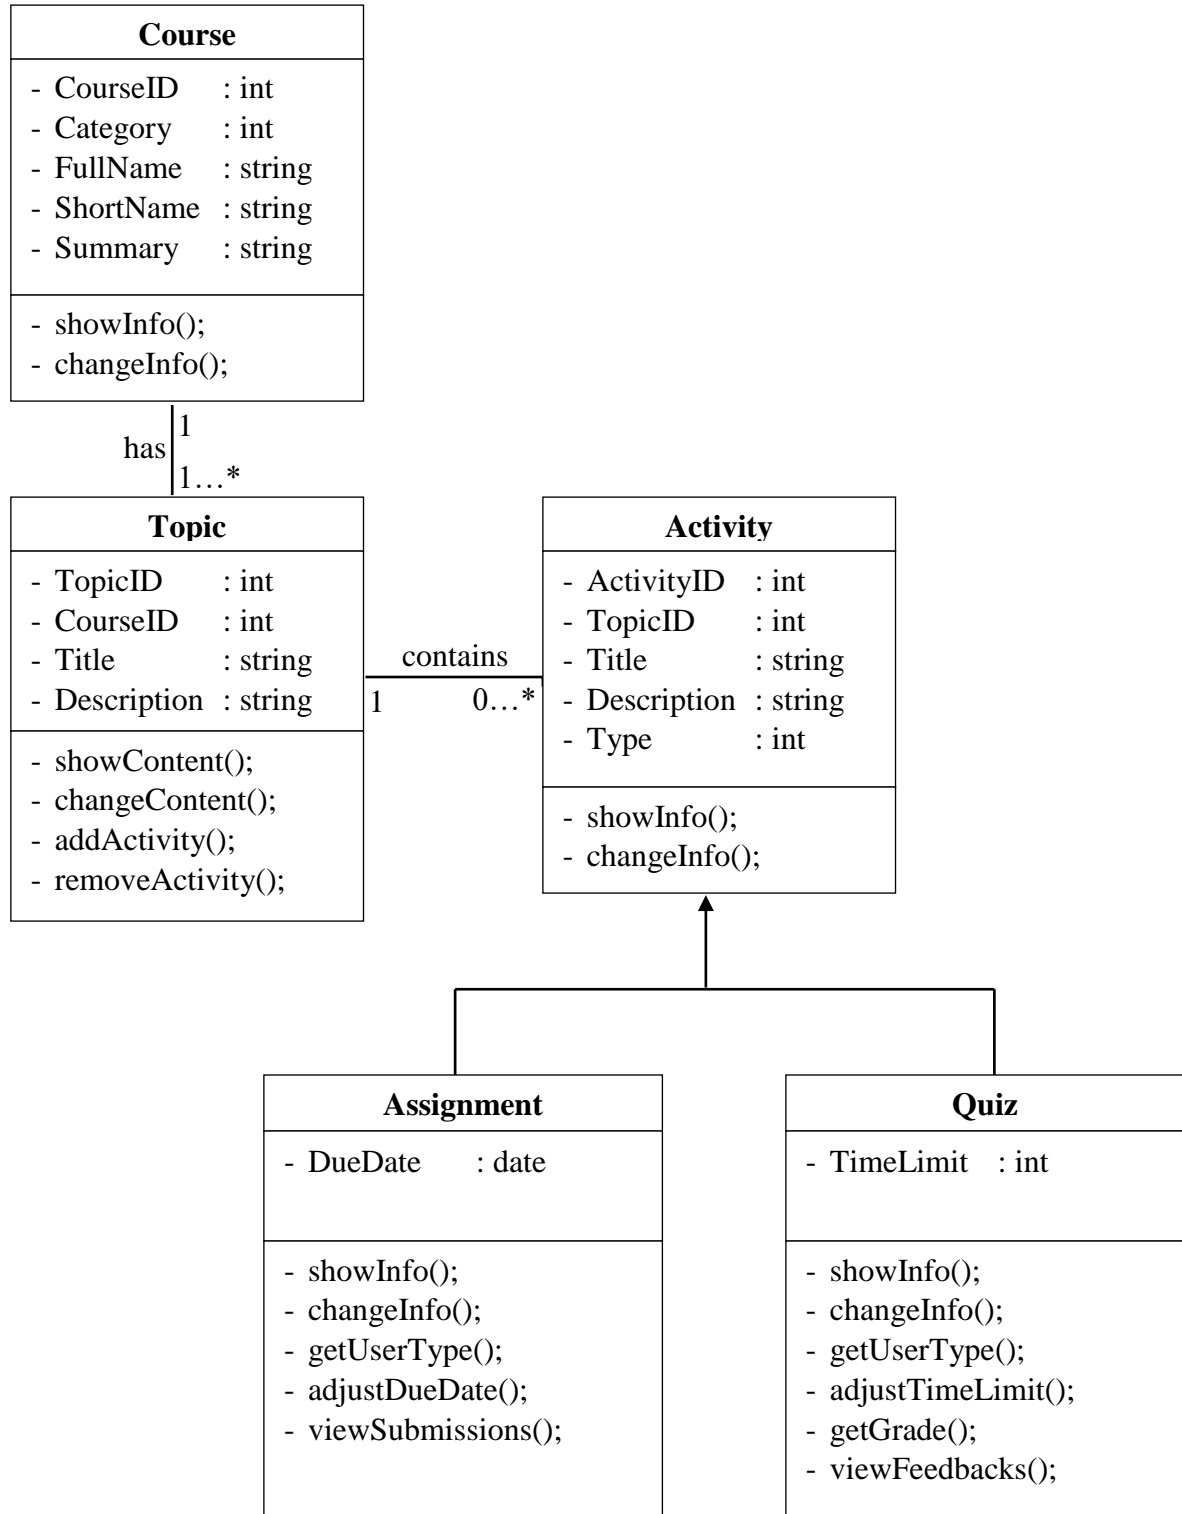 Course
- CourseID : int
- Category : int
- FullName : string
- ShortName : string
- Summary : string
- showInfo();
- changeInfo();
1
has
1…*
Topic
- TopicID : int
- CourseID : int
- Title : string
- Description : string
- showContent();
- changeContent();
- addActivity();
- removeActivity();
contains
1 0…*
Activity
- ActivityID : int
- TopicID : int
- Title : string
- Description : string
- Type : int
- showInfo();
- changeInfo();
Assignment
- DueDate : date
- showInfo();
- changeInfo();
- getUserType();
- adjustDueDate();
- viewSubmissions();
Quiz
- TimeLimit : int
- showInfo();
- changeInfo();
- getUserType();
- adjustTimeLimit();
- getGrade();
- viewFeedbacks();